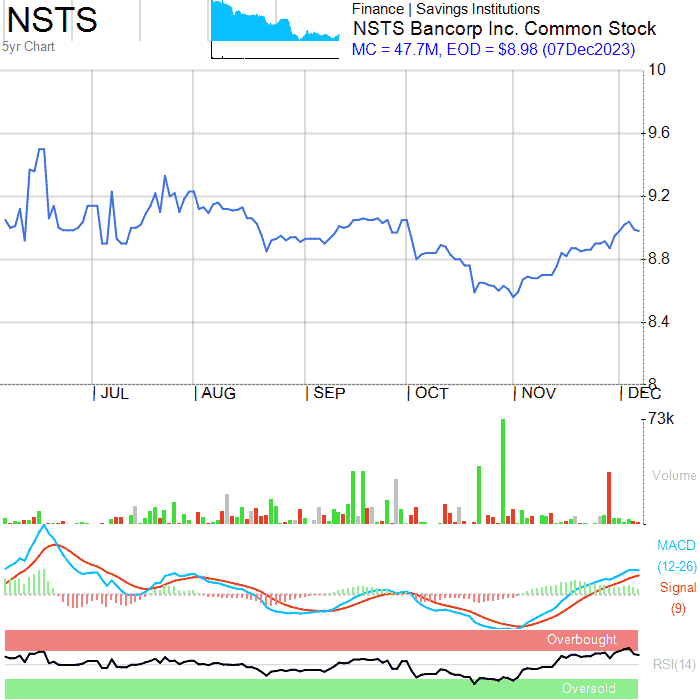 NSTS
5yr Chart
Finance | Savings Institutions
NSTS Bancorp Inc. Common Stock
MC = 47.7M, EOD = $8.98 (07Dec2023)
10
9.6
9.2
8.8
8.4
8
JUL AUG SEP OCT NOV DEC
73k
Volume
MACD
(12-26)
Signal
(9)
Overbought
RSI(14)
Oversold